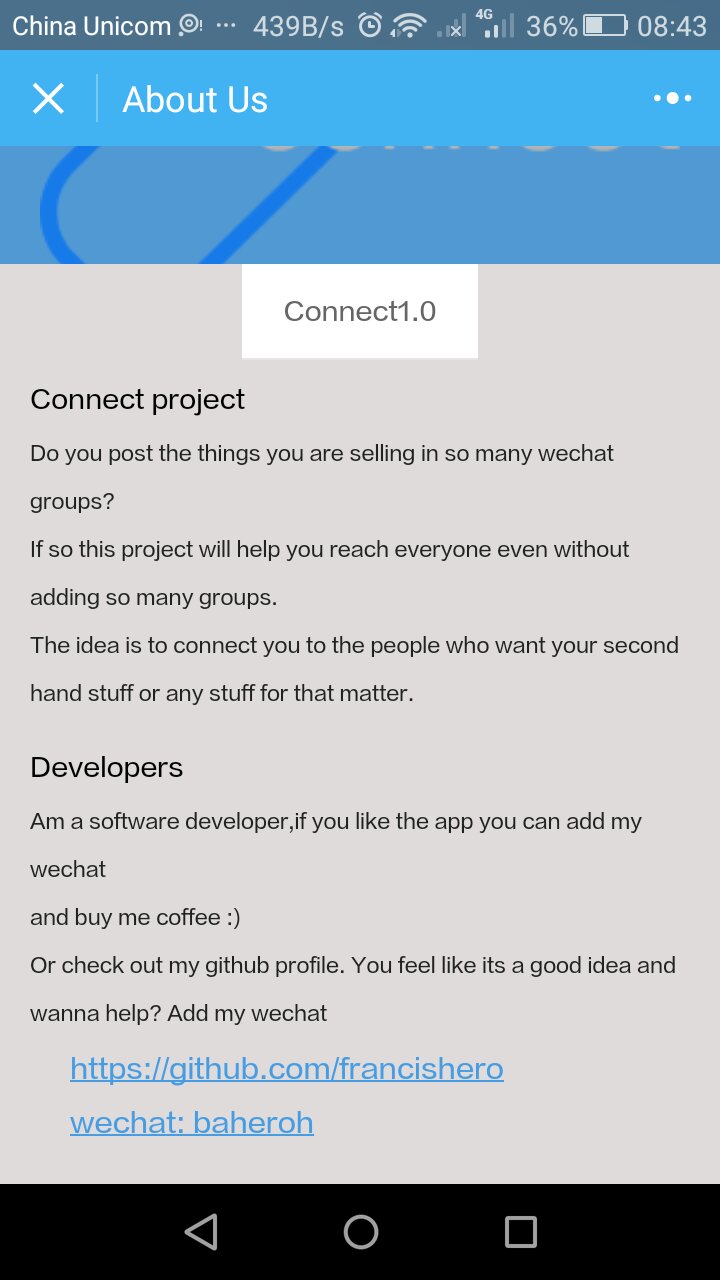 China Unicom ... 439B/s 4G 36% 08:43
About Us
Connect1.0
Connect project
Do you post the things you are selling in so many wechat
groups?
If so this project will help you reach everyone even without
adding so many groups.
The idea is to connect you to the people who want your second
hand stuff or any stuff for that matter.
Developers
Am a software developer,if you like the app you can add my
wechat
and buy me coffee :)
Or check out my github profile. You feel like its a good idea and
wanna help? Add my wechat
https://github.com/francishero
wechat: baheroh